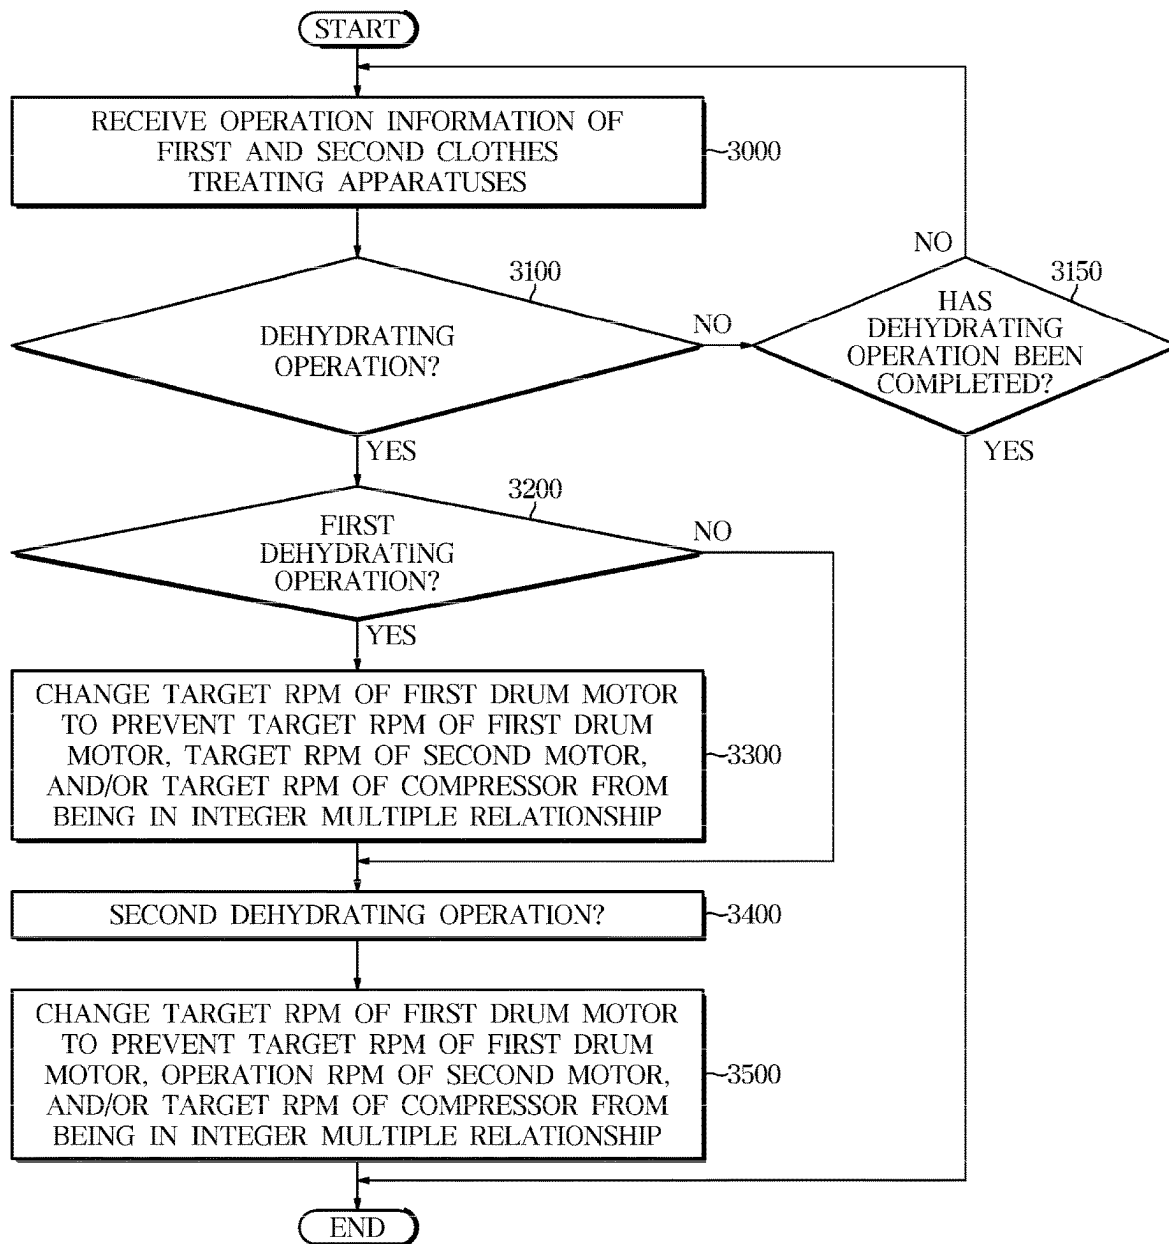 START
RECEIVE OPERATION INFORMATION OF
FIRST AND SECOND CLOTHES
TREATING APPARATUSES
3000
NO
3100
3150
DEHYDRATING
OPERATION?
NO
HAS
DEHYDRATING
OPERATION BEEN
COMPLETED?
YES
YES
3200
FIRST
DEHYDRATING
OPERATION?
NO
YES
CHANGE TARGET RPM OF FIRST DRUM MOTOR
TO PREVENT TARGET RPM OF FIRST DRUM
MOTOR, TARGET RPM OF SECOND MOTOR,
AND/OR TARGET RPM OF COMPRESSOR FROM
BEING IN INTEGER MULTIPLE RELATIONSHIP
3300
SECOND DEHYDRATING OPERATION?
3400
CHANGE TARGET RPM OF FIRST DRUM MOTOR
TO PREVENT TARGET RPM OF FIRST DRUM
MOTOR, OPERATION RPM OF SECOND MOTOR,
AND/OR TARGET RPM OF COMPRESSOR FROM
BEING IN INTEGER MULTIPLE RELATIONSHIP
3500
END